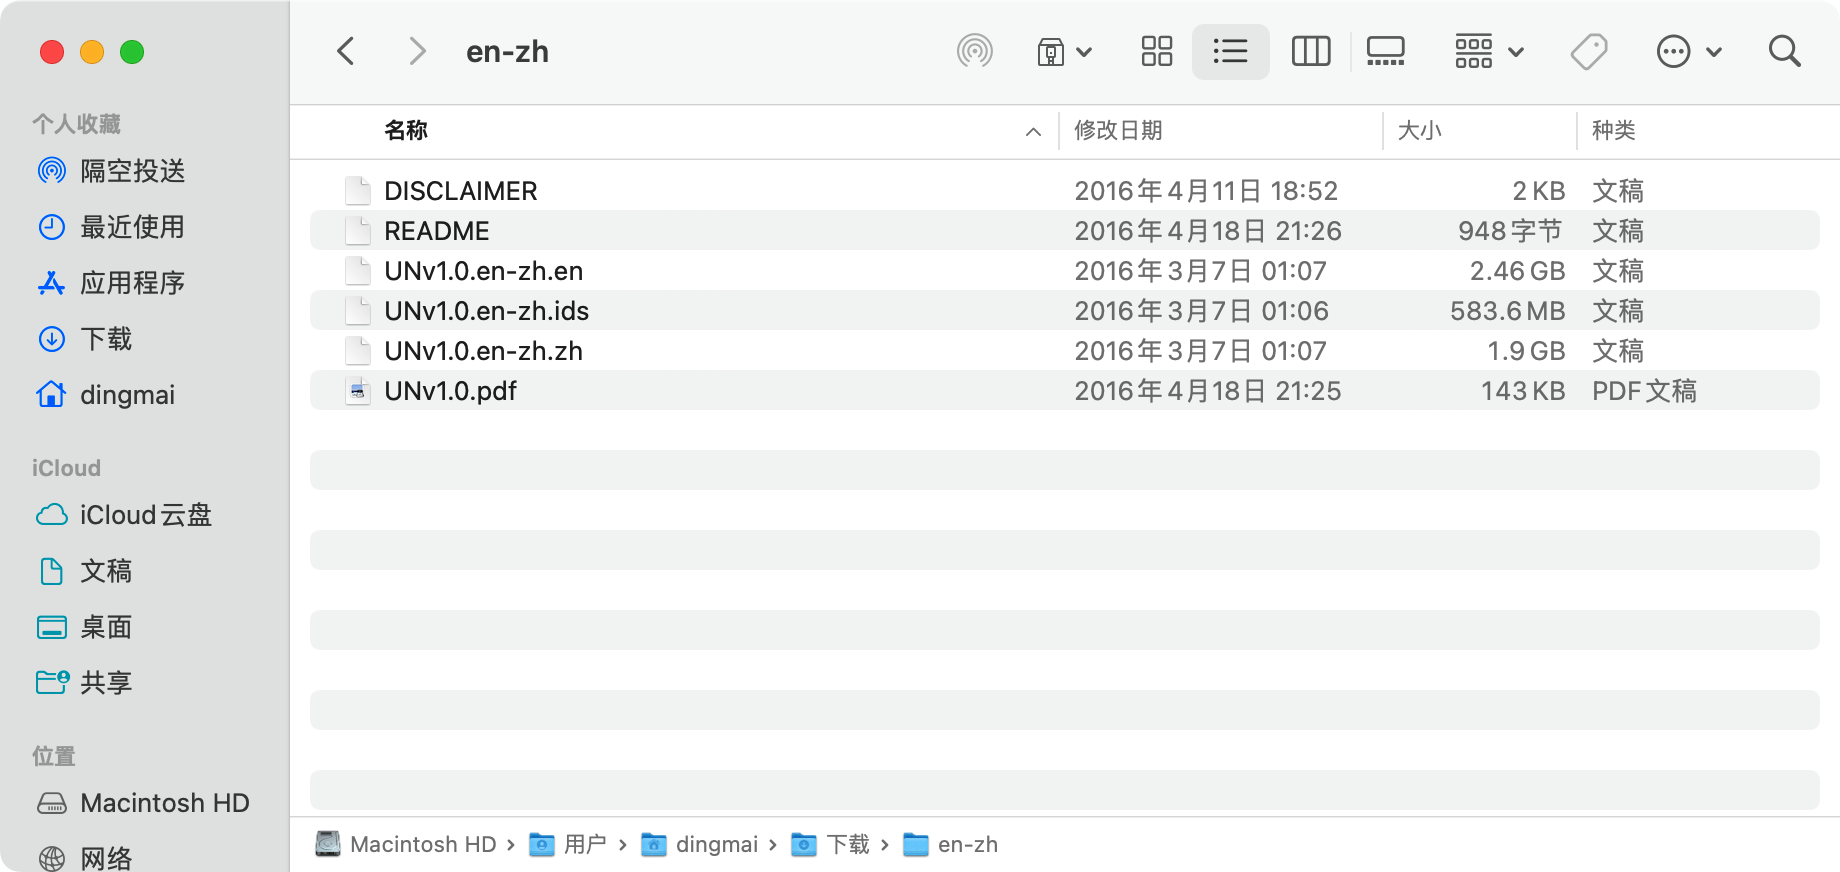 en-zh
个人收藏
隔空投送
最近使用
应用程序
下载
dingmai
iCloud
iCloud云盘
文稿
桌面
共享
位置
Macintosh HD
网络
名称 修改日期 大小 种类
DISCLAIMER 2016年4月11日 18:52 2 KB 文稿
README 2016年4月18日 21:26 948字节 文稿
UNv1.0.en-zh.en 2016年3月7日 01:07 2.46 GB 文稿
UNv1.0.en-zh.ids 2016年3月7日 01:06 583.6 MB 文稿
UNv1.0.en-zh.zh 2016年3月7日 01:07 1.9 GB 文稿
UNv1.0.pdf 2016年4月18日 21:25 143 KB PDF文稿
Macintosh HD › 用户 › dingmai › 下载 › en-zh